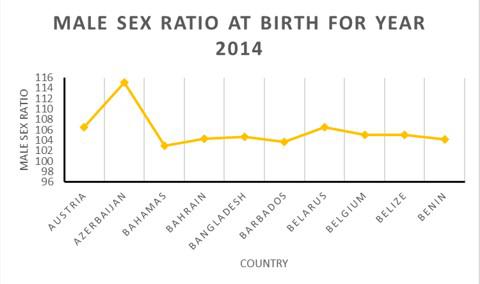 MALE SEX RATIO AT BIRTH FOR YEAR
2014
MALE SEX RATIO
116
114
112
110
108
106
104
102
100
98
96
AUSTRIA
AZERBAIJAN
BAHAMAS
BAHRAIN
BANGLADESH
BARBADOS
BELARUS
BELGIUM
BELIZE
BENIN
COUNTRY